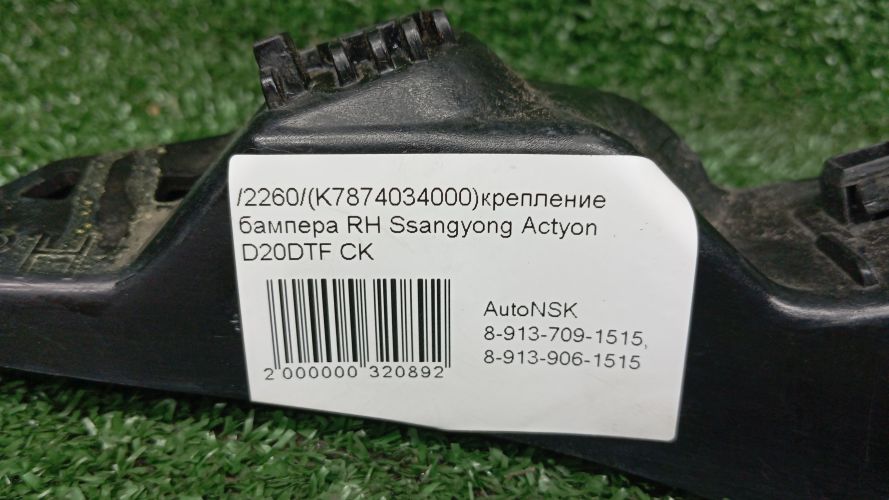 /2260/(K7874034000)крепление
бампера RH Ssangyong Actyon
D20DTF CK
AutoNSK
8-913-709-1515,
8-913-906-1515
2 000000 320892